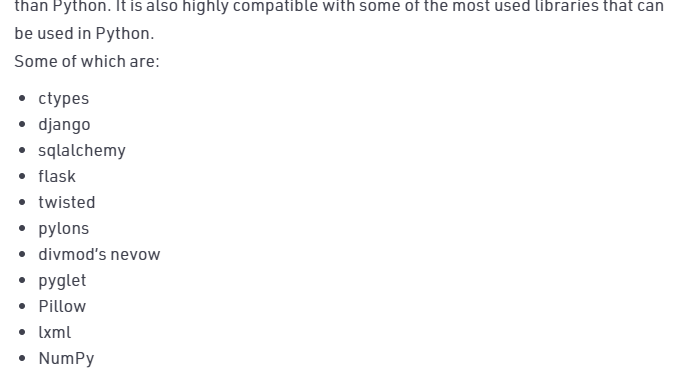 than Python. It is also highly compatible with some of the most used libraries that can
be used in Python.
Some of which are:
• ctypes
• django
• sqlalchemy
• flask
• twisted
• pylons
• divmod's nevow
• pyglet
• Pillow
• lxml
• NumPy